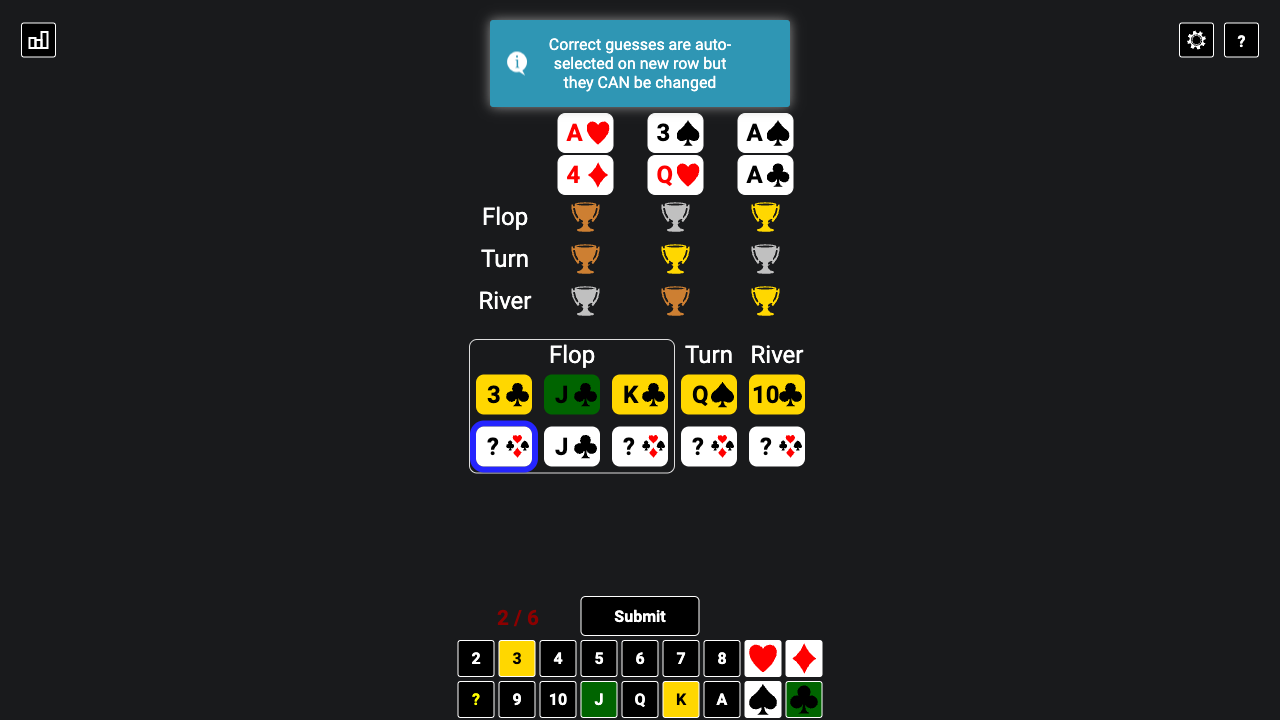 Correct guesses are auto-
selected on new row but
they CAN be changed
?
A 3 A
4 Q A
Flop
Turn
River
Flop Turn River
3 J K Q 10
? J ? ? ?
2 / 6 Submit
2 3 4 5 6 7 8
? 9 10 J Q K A